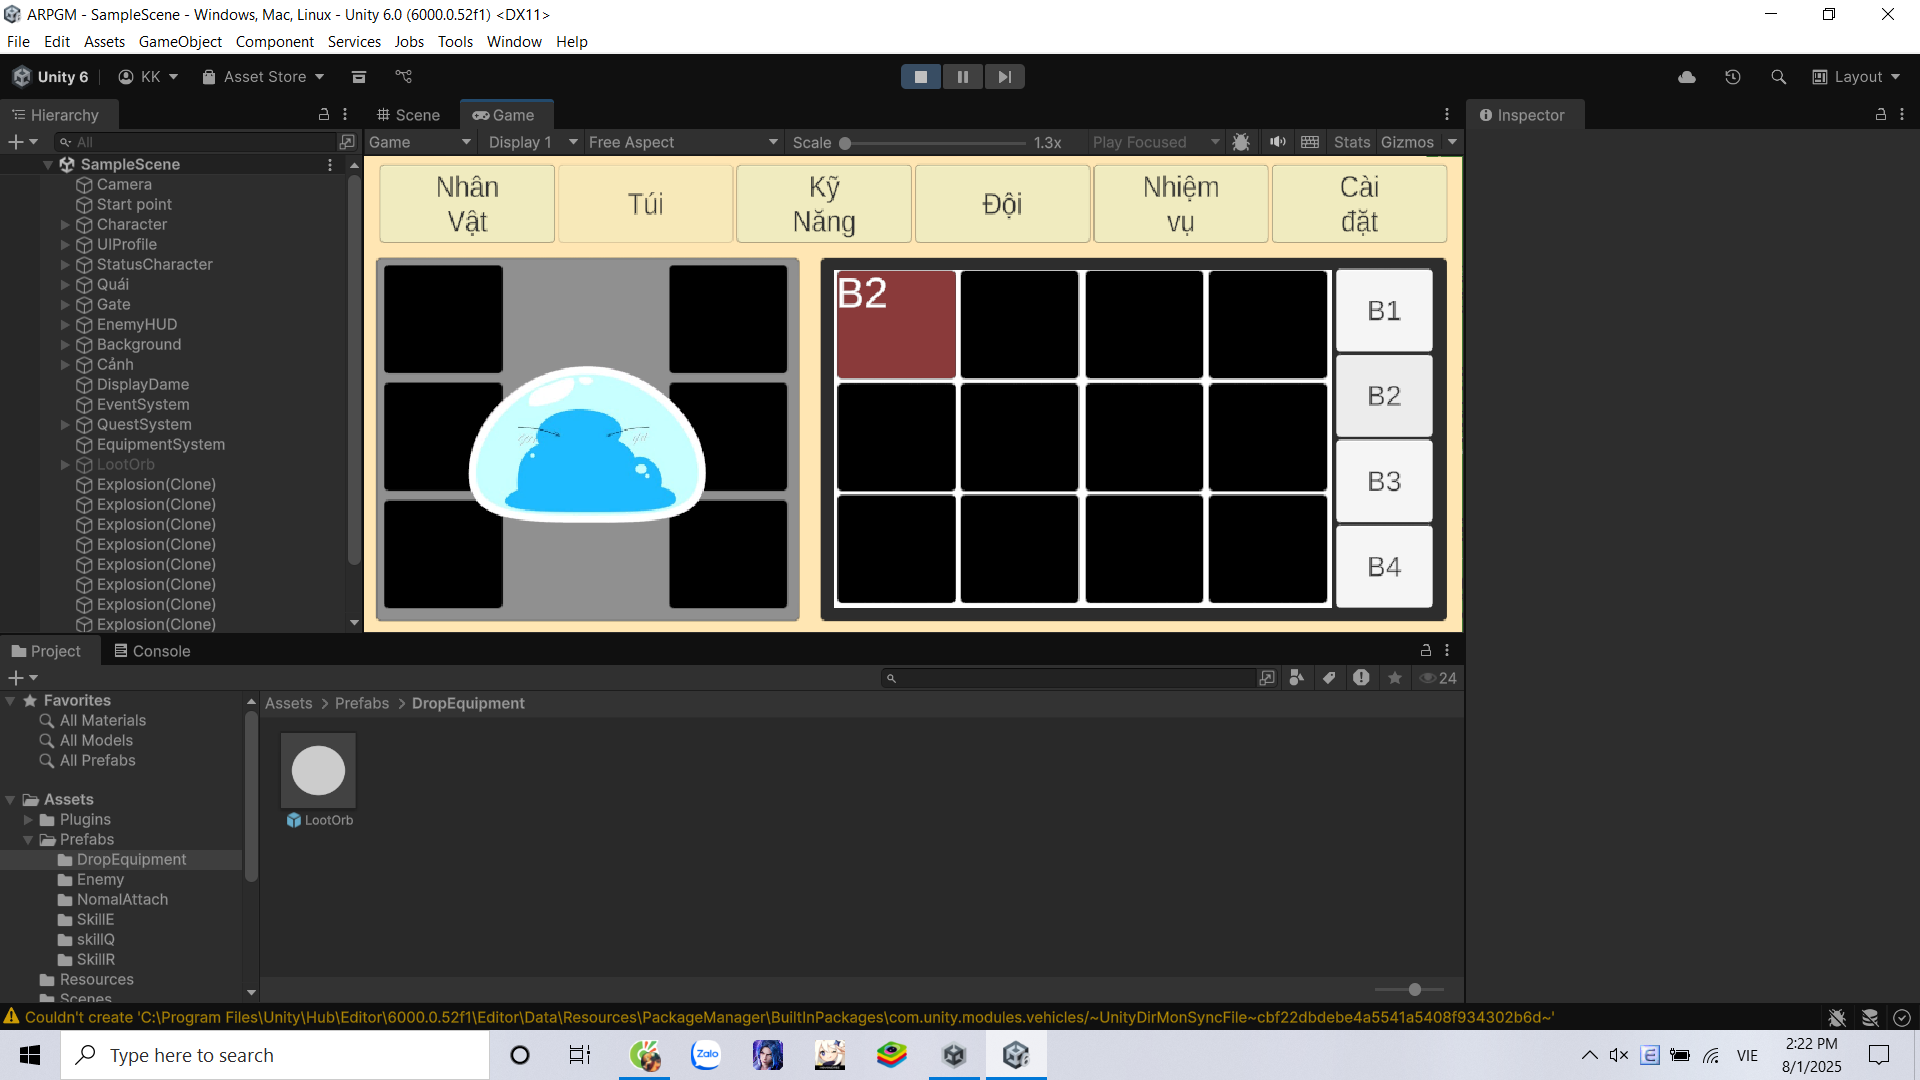 ARPGM - SampleScene - Windows, Mac, Linux - Unity 6.0 (6000.0.52f1) <DX11>
File Edit Assets GameObject Component Services Jobs Tools Window Help
Unity 6 KK Asset Store Layout
Hierarchy
Scene Game
Inspector
All
Game Display 1 Free Aspect Scale 1.3x Play Focused Stats Gizmos
SampleScene
Camera
Start point
Character
UIProfile
StatusCharacter
Quái
Gate
EnemyHUD
Background
Cảnh
DisplayDame
EventSystem
QuestSystem
EquipmentSystem
LootOrb
Explosion(Clone)
Explosion(Clone)
Explosion(Clone)
Explosion(Clone)
Explosion(Clone)
Explosion(Clone)
Explosion(Clone)
Explosion(Clone)
Nhân
Vật
Túi
Kỹ
Năng
Đội
Nhiệm
vụ
Cài
đặt
B2
B1
B2
B3
B4
Project Console
24
Favorites
All Materials
All Models
All Prefabs
Assets
Plugins
Prefabs
DropEquipment
Enemy
NomalAttach
SkillE
skillQ
SkillR
Resources
Scenes
Assets > Prefabs > DropEquipment
LootOrb
Couldn't create 'C:\Program Files\Unity\Hub\Editor\6000.0.52f1\Editor\Data\Resources\PackageManager\BuiltInPackages\com.unity.modules.vehicles/~UnityDirMonSyncFile~cbf22dbdebe4a5541a5408f934302b6d~'
Type here to search
Zalo
E
VIE
2:22 PM
8/1/2025